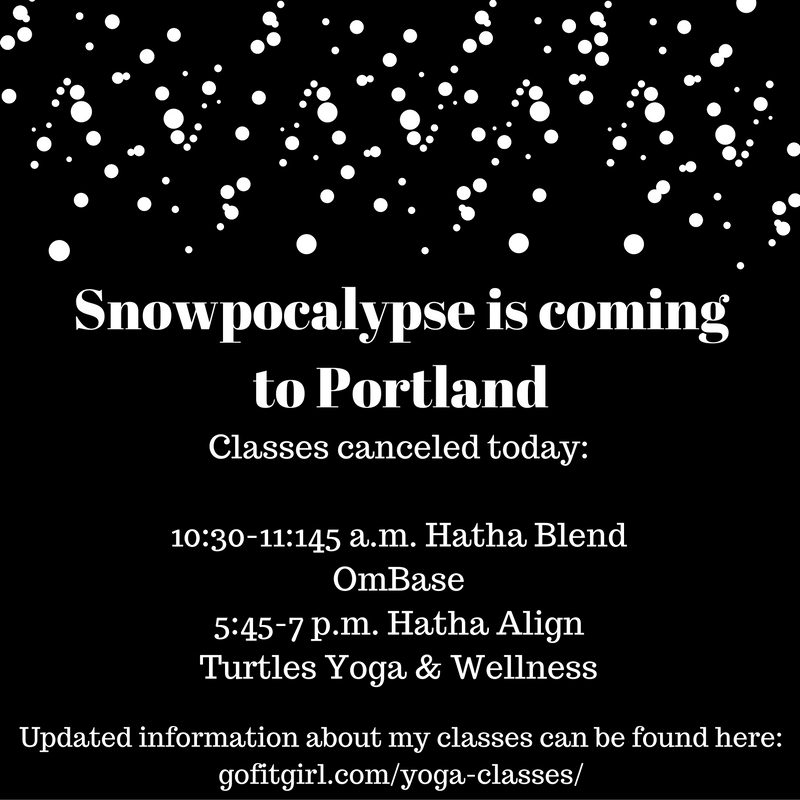 Snowpocalypse is coming
to Portland
Classes canceled today:
10:30-11:145 a.m. Hatha Blend
OmBase
5:45-7 p.m. Hatha Align
Turtles Yoga & Wellness
Updated information about my classes can be found here:
gofitgirl.com/yoga-classes/